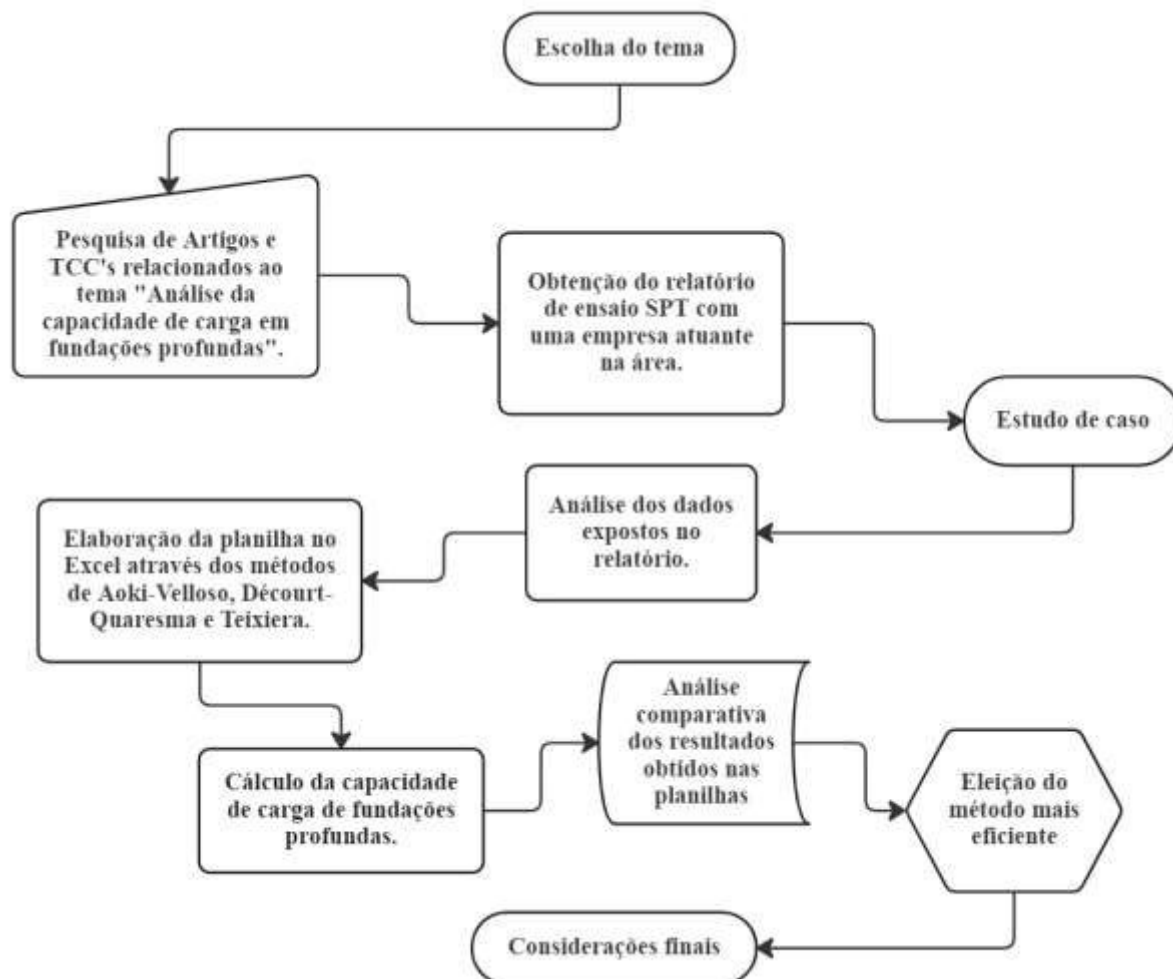 Escolha do tema
Pesquisa de Artigos e
TCC's relacionados ao
tema "Análise da
capacidade de carga em
fundações profundas".
Obtenção do relatório
de ensaio SPT com
uma empresa atuante
na área.
Estudo de caso
Análise dos dados
expostos no
relatório.
Elaboração da planilha no
Excel através dos métodos
de Aoki-Velloso, Décourt-
Quaresma e Teixiera.
Cálculo da capacidade
de carga de fundações
profundas.
Análise
comparativa
dos resultados
obtidos nas
planilhas
Eleição do
método mais
eficiente
Considerações finais